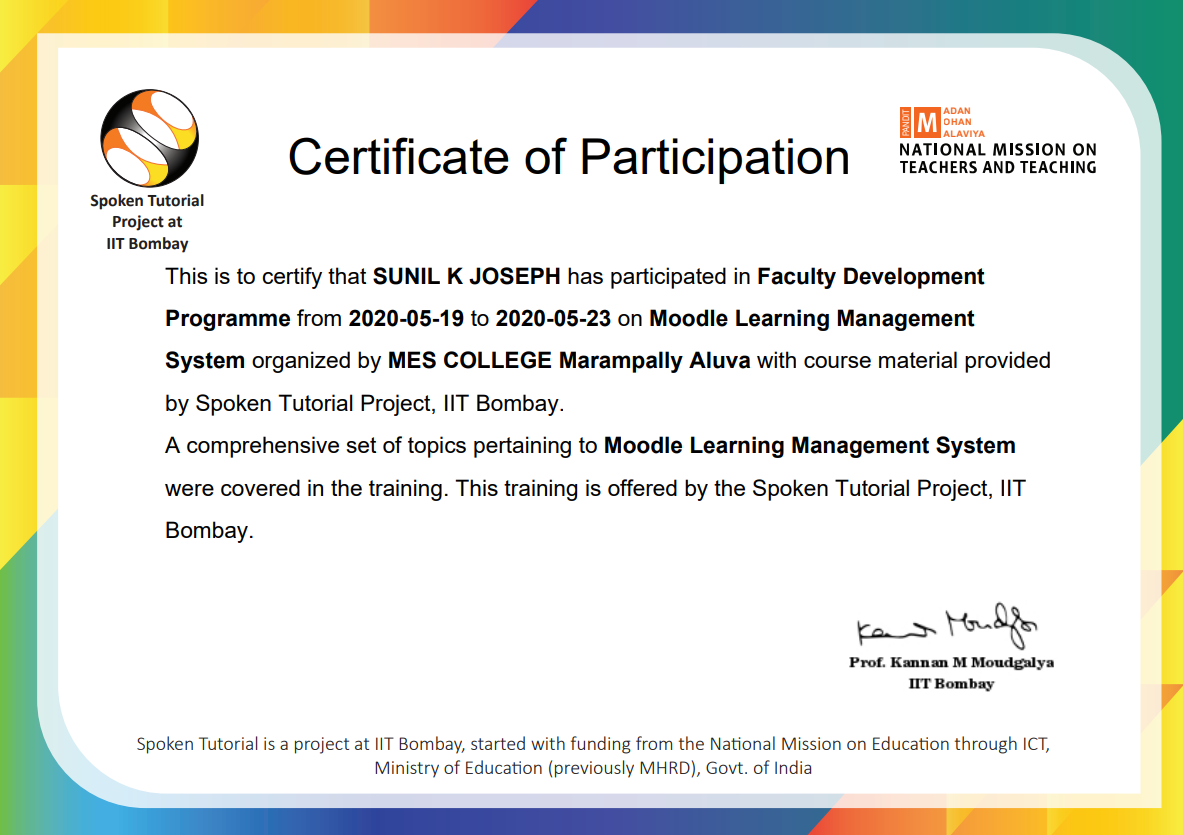 Spoken Tutorial
Project at
IIT Bombay
Certificate of Participation
PANDIT
M
ADAN
OHAN
ALAVIYA
NATIONAL MISSION ON
TEACHERS AND TEACHING
This is to certify that SUNIL K JOSEPH has participated in Faculty Development
Programme from 2020-05-19 to 2020-05-23 on Moodle Learning Management
System organized by MES COLLEGE Marampally Aluva with course material provided
by Spoken Tutorial Project, IIT Bombay.
A comprehensive set of topics pertaining to Moodle Learning Management System
were covered in the training. This training is offered by the Spoken Tutorial Project, IIT
Bombay.
Kannan Moudgalya
Prof. Kannan M Moudgalya
IIT Bombay
Spoken Tutorial is a project at IIT Bombay, started with funding from the National Mission on Education through ICT,
Ministry of Education (previously MHRD), Govt. of India